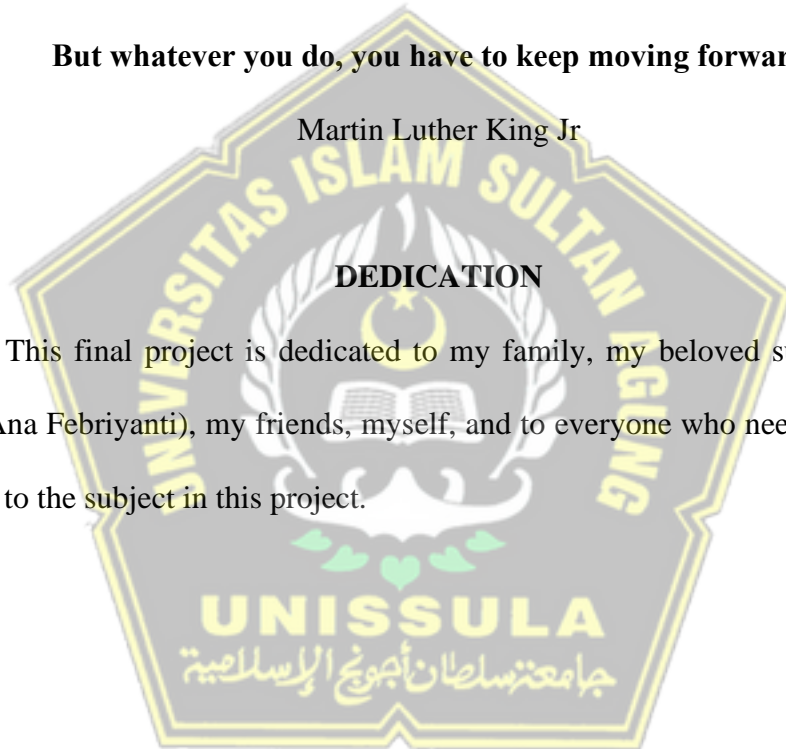 But whatever you do, you have to keep moving forwar
Martin Luther King Jr
UNIVERSITAS ISLAM SULTAN AGUNG
DEDICATION
This final project is dedicated to my family, my beloved
Ana Febriyanti), my friends, myself, and to everyone who
to the subject in this project.
UNISSULA
جامعة سلطان أجونج الإسلامية